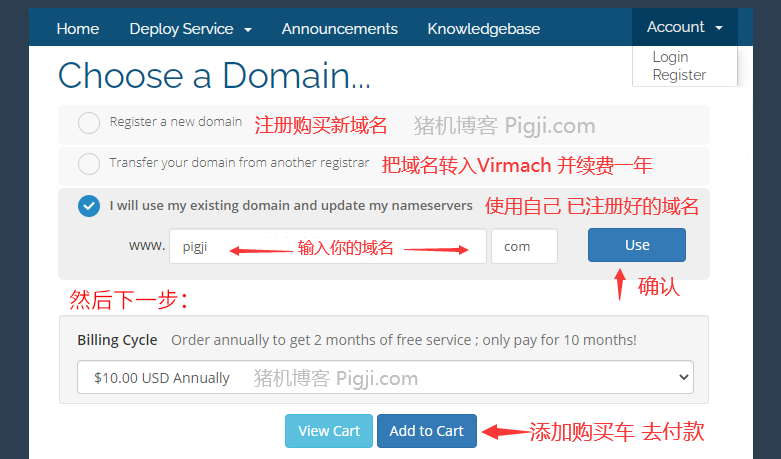 Home Deploy Service Announcements Knowledgebase Account
Login
Register
Choose a Domain...
Register a new domain 注册购买新域名 猪机博客 Pigji.com
Transfer your domain from another registrar 把域名转入Virmach 并续费一年
I will use my existing domain and update my nameservers 使用自己 已注册好的域名
www. pigji 输入你的域名 com Use
确认
然后下一步：
Billing Cycle Order annually to get 2 months of free service ; only pay for 10 months!
$10.00 USD Annually 猪机博客 Pigji.com
View Cart Add to Cart 添加购买车 去付款